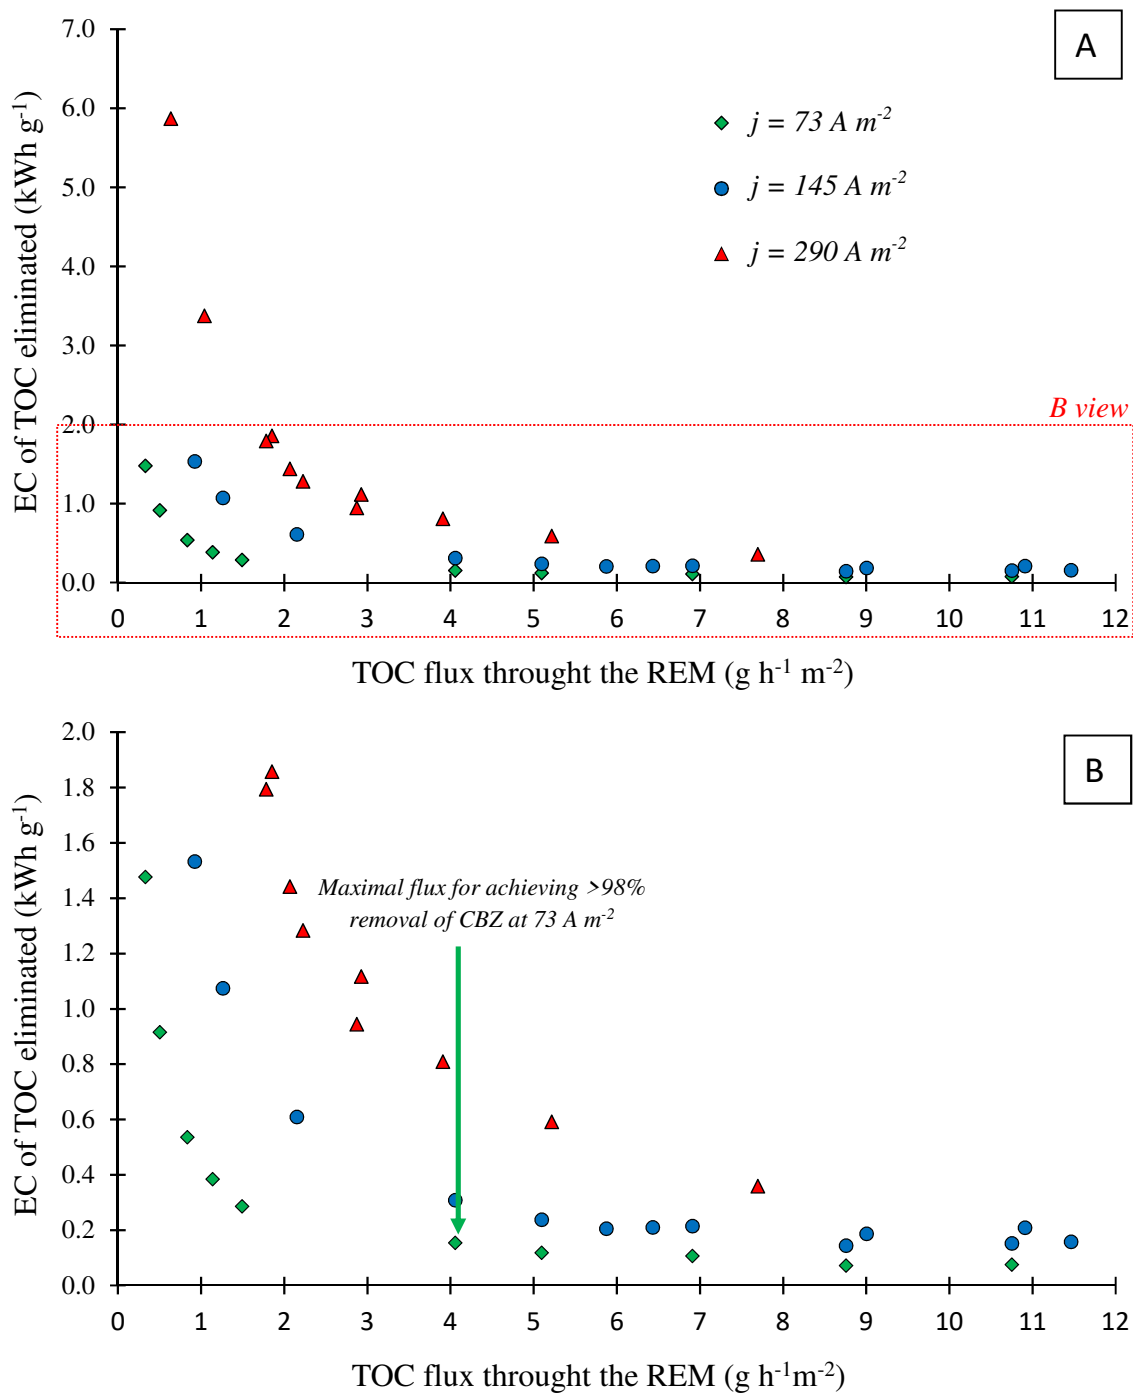 A
7.0
6.0
5.0
4.0
3.0
2.0
1.0
0.0
EC of TOC eliminated (kWh g⁻¹)
j = 73 A m⁻²
j = 145 A m⁻²
j = 290 A m⁻²
B view
0 1 2 3 4 5 6 7 8 9 10 11 12
TOC flux throught the REM (g h⁻¹ m⁻²)
B
2.0
1.8
1.6
1.4
1.2
1.0
0.8
0.6
0.4
0.2
0.0
EC of TOC eliminated (kWh g⁻¹)
Maximal flux for achieving >98%
removal of CBZ at 73 A m⁻²
0 1 2 3 4 5 6 7 8 9 10 11 12
TOC flux throught the REM (g h⁻¹m⁻²)